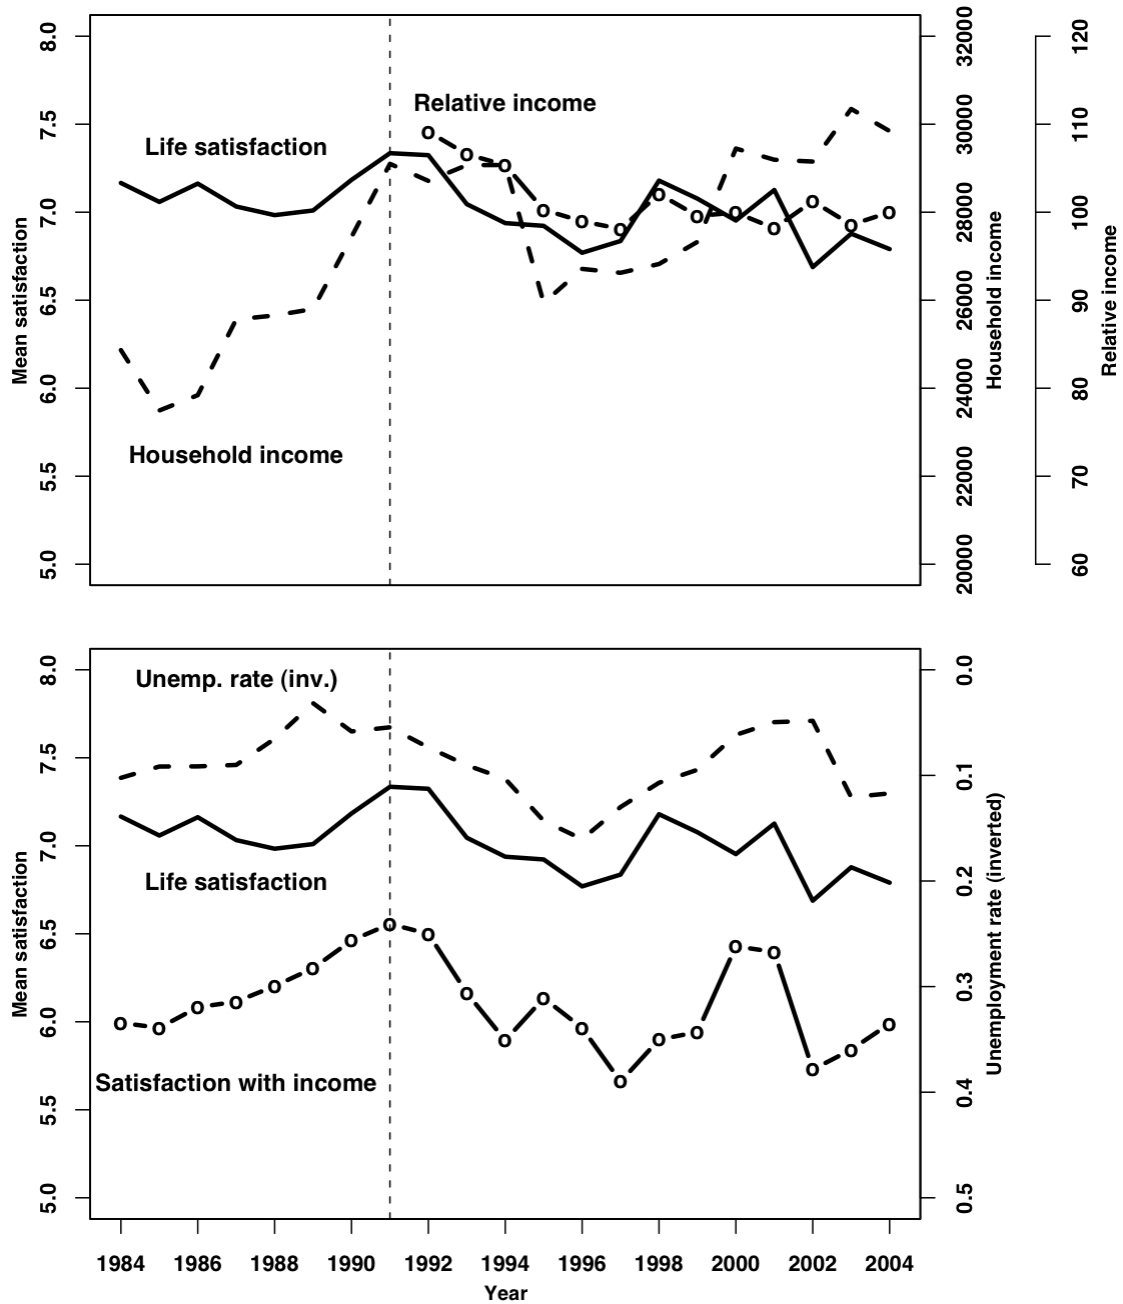 8.0
7.5
7.0
6.5
6.0
5.5
5.0
Mean satisfaction
Relative income
Life satisfaction
Household income
32000
30000
28000
26000
24000
22000
20000
Household income
120
110
100
90
80
70
60
Relative income
8.0
7.5
7.0
6.5
6.0
5.5
5.0
Mean satisfaction
Unemp. rate (inv.)
Life satisfaction
Satisfaction with income
0.0
0.1
0.2
0.3
0.4
0.5
Unemployment rate (inverted)
1984 1986 1988 1990 1992 1994 1996 1998 2000 2002 2004
Year